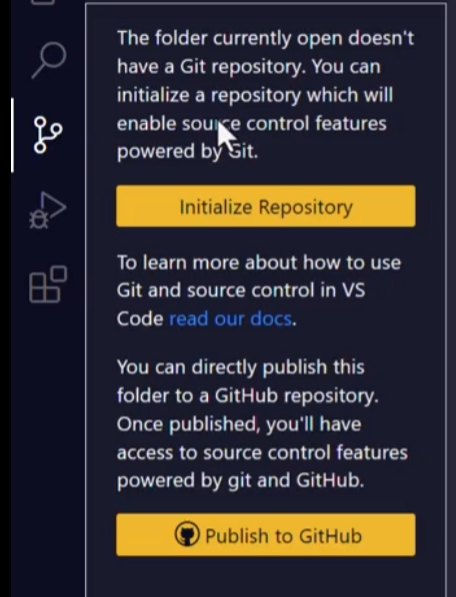 The folder currently open doesn't
have a Git repository. You can
initialize a repository which will
enable source control features
powered by Git.
Initialize Repository
To learn more about how to use
Git and source control in VS
Code read our docs.
You can directly publish this
folder to a GitHub repository.
Once published, you'll have
access to source control features
powered by git and GitHub.
Publish to GitHub